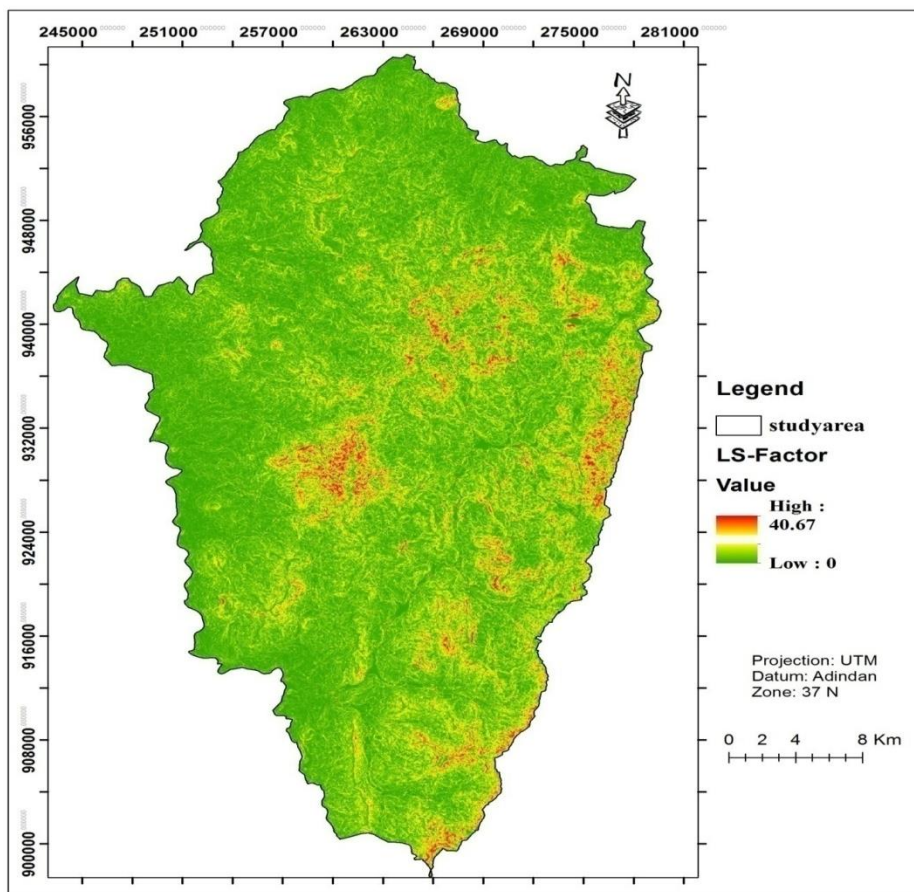 245000 251000 257000 263000 269000 275000 281000
N
956000
948000
940000
932000
924000
916000
908000
900000
Legend
studyarea
LS-Factor
Value
High :
40.67
Low : 0
Projection: UTM
Datum: Adindan
Zone: 37 N
0 2 4 8 Km